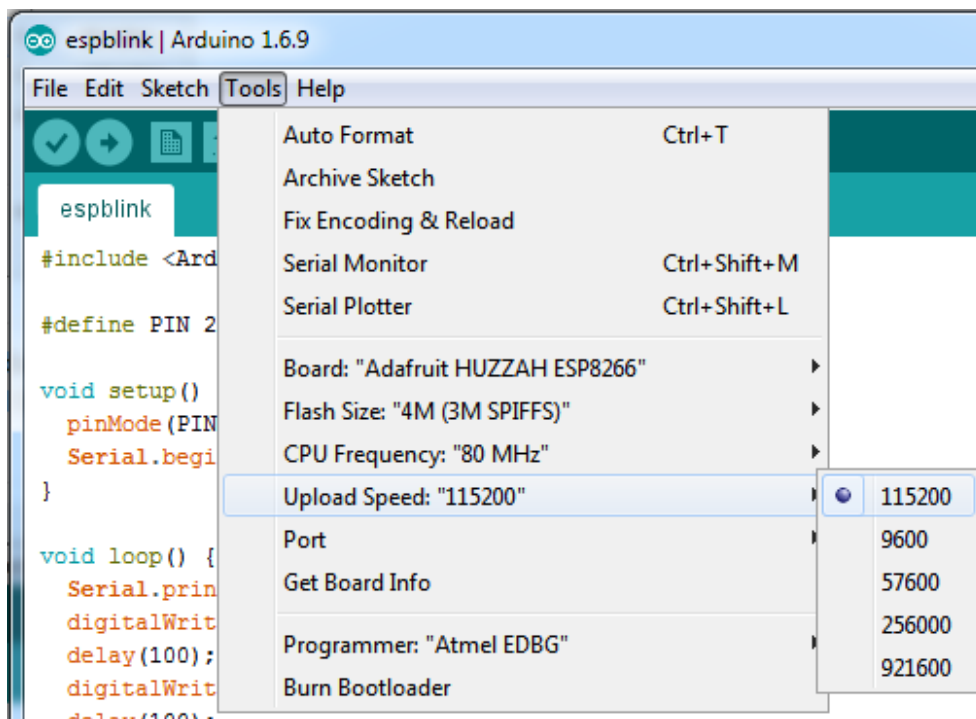 espblink | Arduino 1.6.9
File Edit Sketch Tools Help
Auto Format Ctrl+T
Archive Sketch
Fix Encoding & Reload
Serial Monitor Ctrl+Shift+M
Serial Plotter Ctrl+Shift+L
Board: "Adafruit HUZZAH ESP8266"
Flash Size: "4M (3M SPIFFS)"
CPU Frequency: "80 MHz"
Upload Speed: "115200"
Port
Get Board Info
Programmer: "Atmel EDBG"
Burn Bootloader
115200
9600
57600
256000
921600
espblink
#include <Ard
#define PIN 2
void setup()
pinMode(PIN
Serial.begi
}
void loop() {
Serial.prin
digitalWrit
delay(100);
digitalWrit
delay(100);